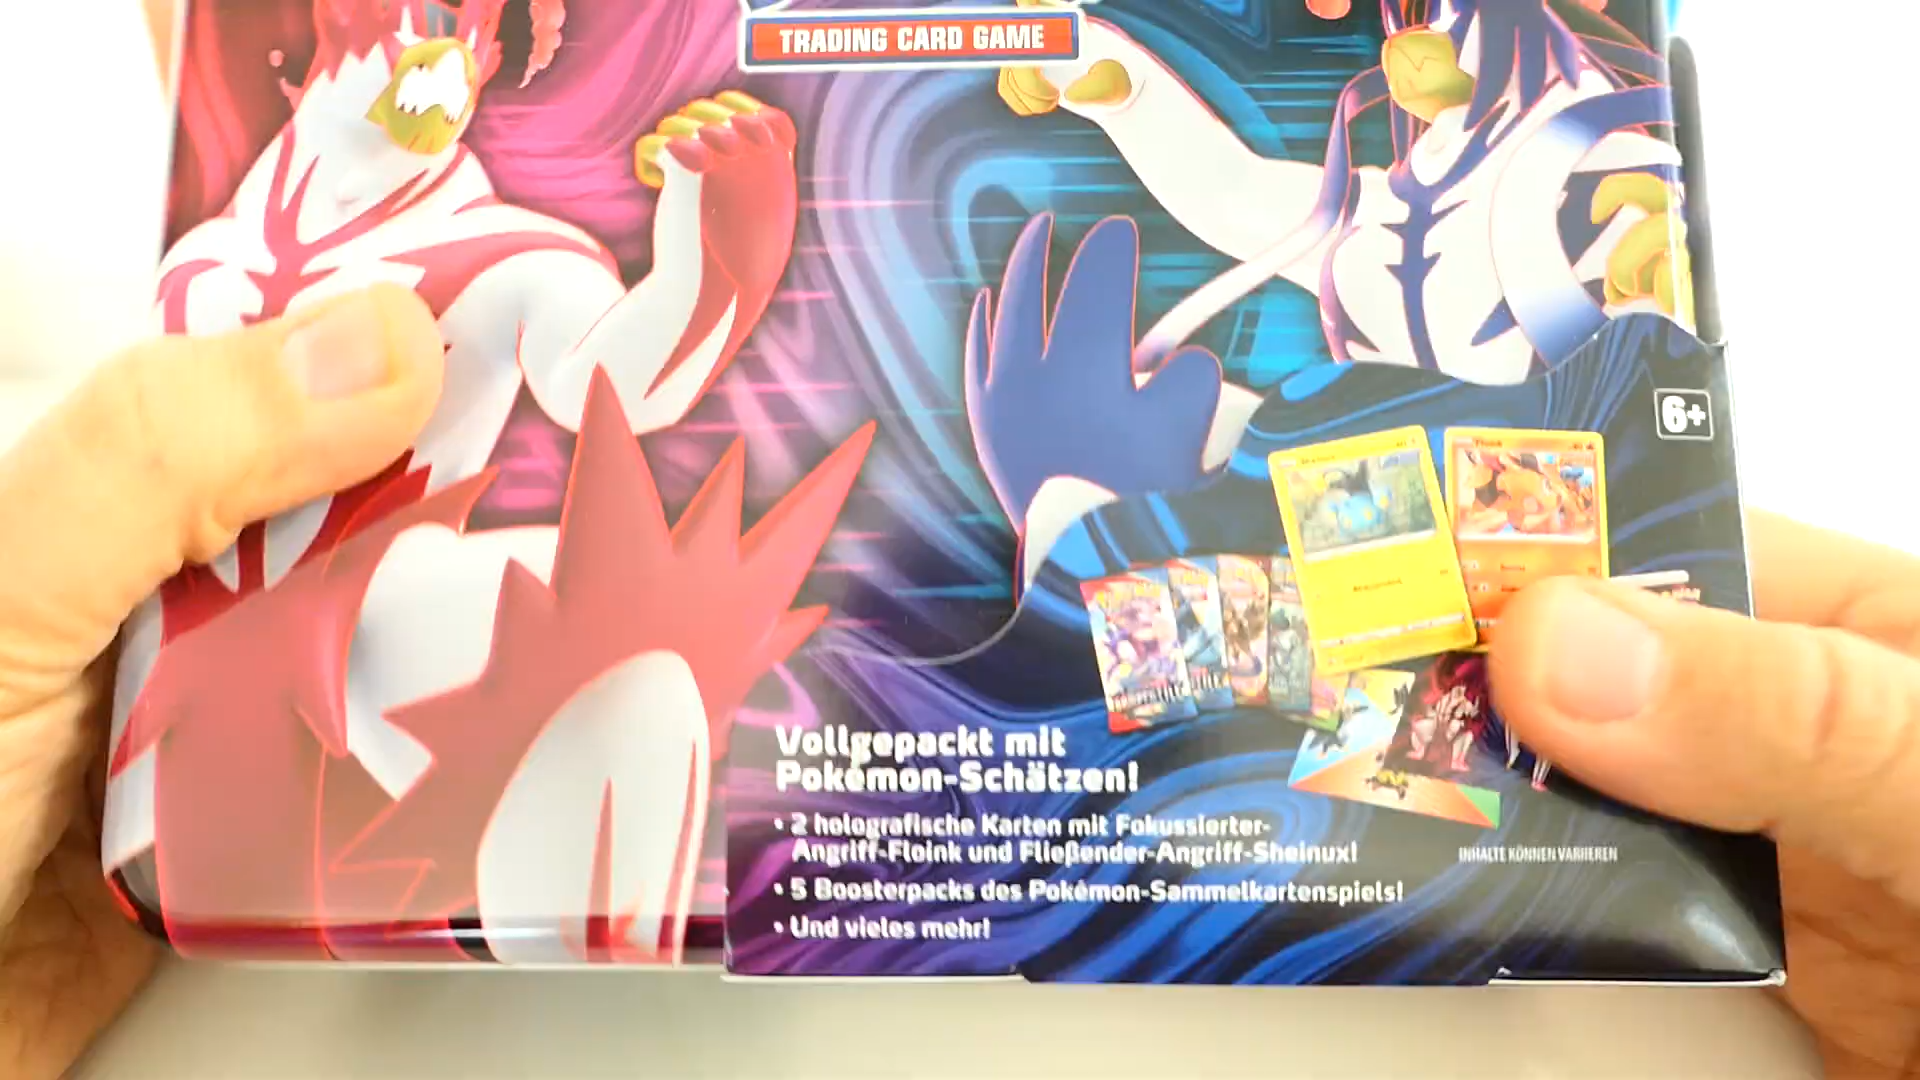 TRADING CARD GAME
6+
Vollgepackt mit
Pokémon-Schätzen!
• 2 holografische Karten mit Fokussierter-
Angriff-Floink und Fließender-Angriff-Sheinux!
• 5 Boosterpacks des Pokémon-Sammelkartenspiels!
• Und vieles mehr!
INHALTE KÖNNEN VARIIEREN